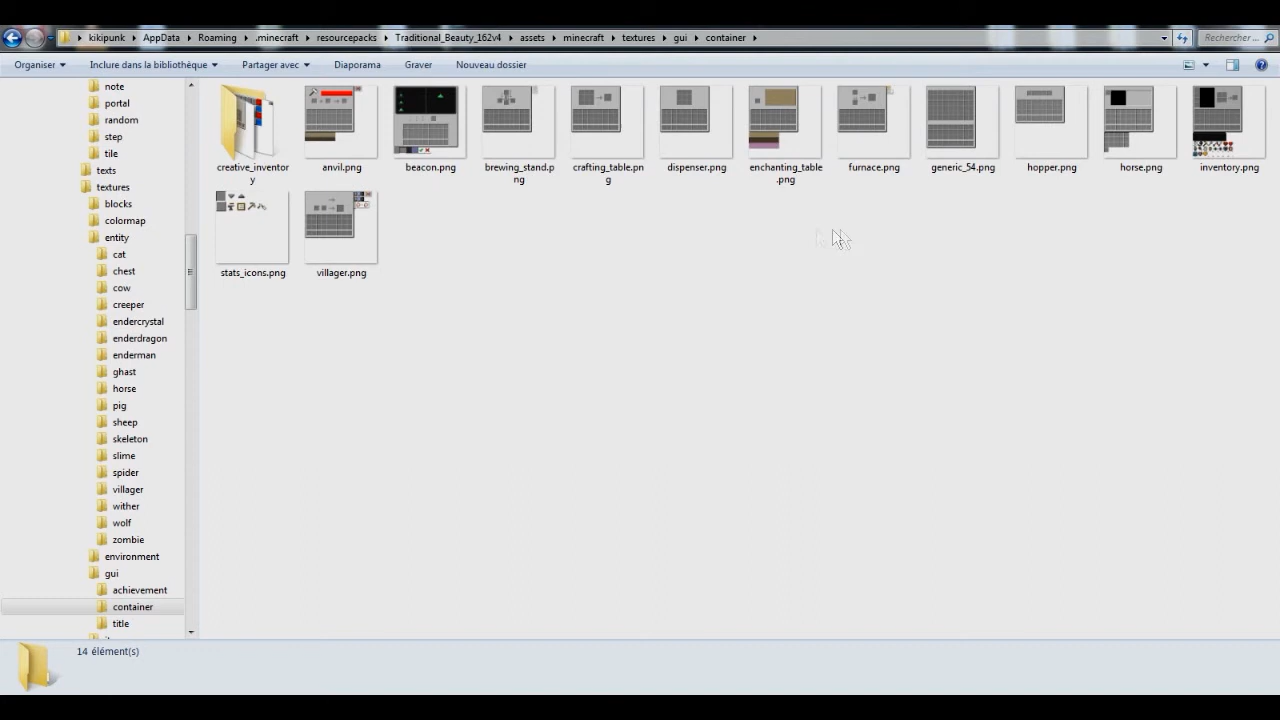 kikipunk AppData Roaming .minecraft resourcepacks Traditional_Beauty_162v4 assets minecraft textures gui container Rechercher ...
Organiser Inclure dans la bibliothèque Partager avec Diaporama Graver Nouveau dossier
note
portal
random
step
tile
texts
textures
blocks
colormap
entity
cat
chest
cow
creeper
endercrystal
enderdragon
enderman
ghast
horse
pig
sheep
skeleton
slime
spider
villager
wither
wolf
zombie
environment
gui
achievement
container
title
creative_inventor
y
anvil.png
beacon.png
brewing_stand.p
ng
crafting_table.pn
g
dispenser.png
enchanting_table
.png
furnace.png
generic_54.png
hopper.png
horse.png
inventory.png
stats_icons.png
villager.png
14 élément(s)